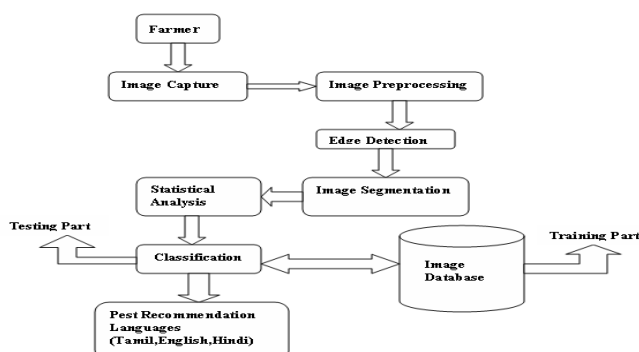 Farmer
Image Capture
Image Preprocessing
Edge Detection
Statistical
Analysis
Image Segmentation
Testing Part
Training Part
Classification
Image
Database
Pest Recommendation
Languages
(Tamil,English,Hindi)